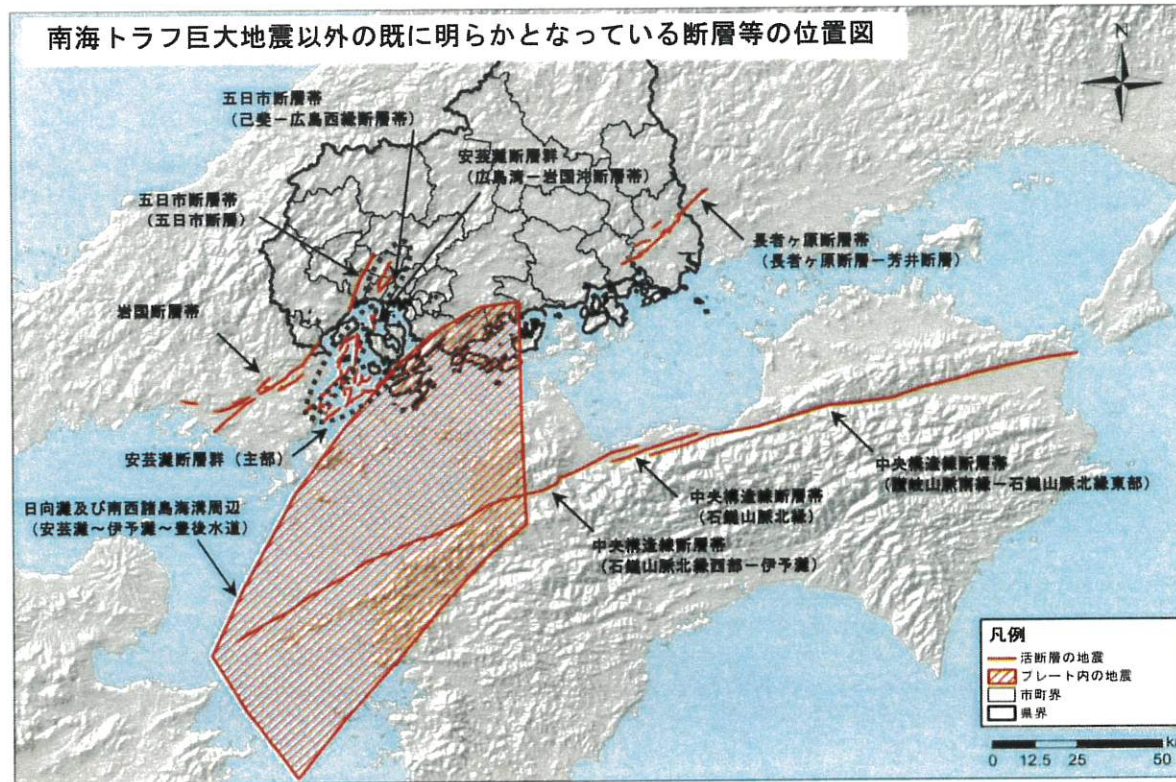 南海トラフ巨大地震以外の既に明らかとなっている断層等の位置図
N
五日市断層帯
(己斐－広島西縁断層帯)
安芸灘断層群
(広島湾－岩国沖断層帯)
五日市断層帯
(五日市断層)
長者ヶ原断層帯
(長者ヶ原断層－芳井断層)
岩国断層帯
安芸灘断層群 (主部)
中央構造線断層帯
(讃岐山脈南縁－石鎚山脈北縁東部)
日向灘及び南西諸島海溝周辺
(安芸灘～伊予灘～豊後水道)
中央構造線断層帯
(石鎚山脈北縁)
中央構造線断層帯
(石鎚山脈北縁西部－伊予灘)
凡例
活断層の地震
プレート内の地震
市町界
県界
km
0 12.5 25 50